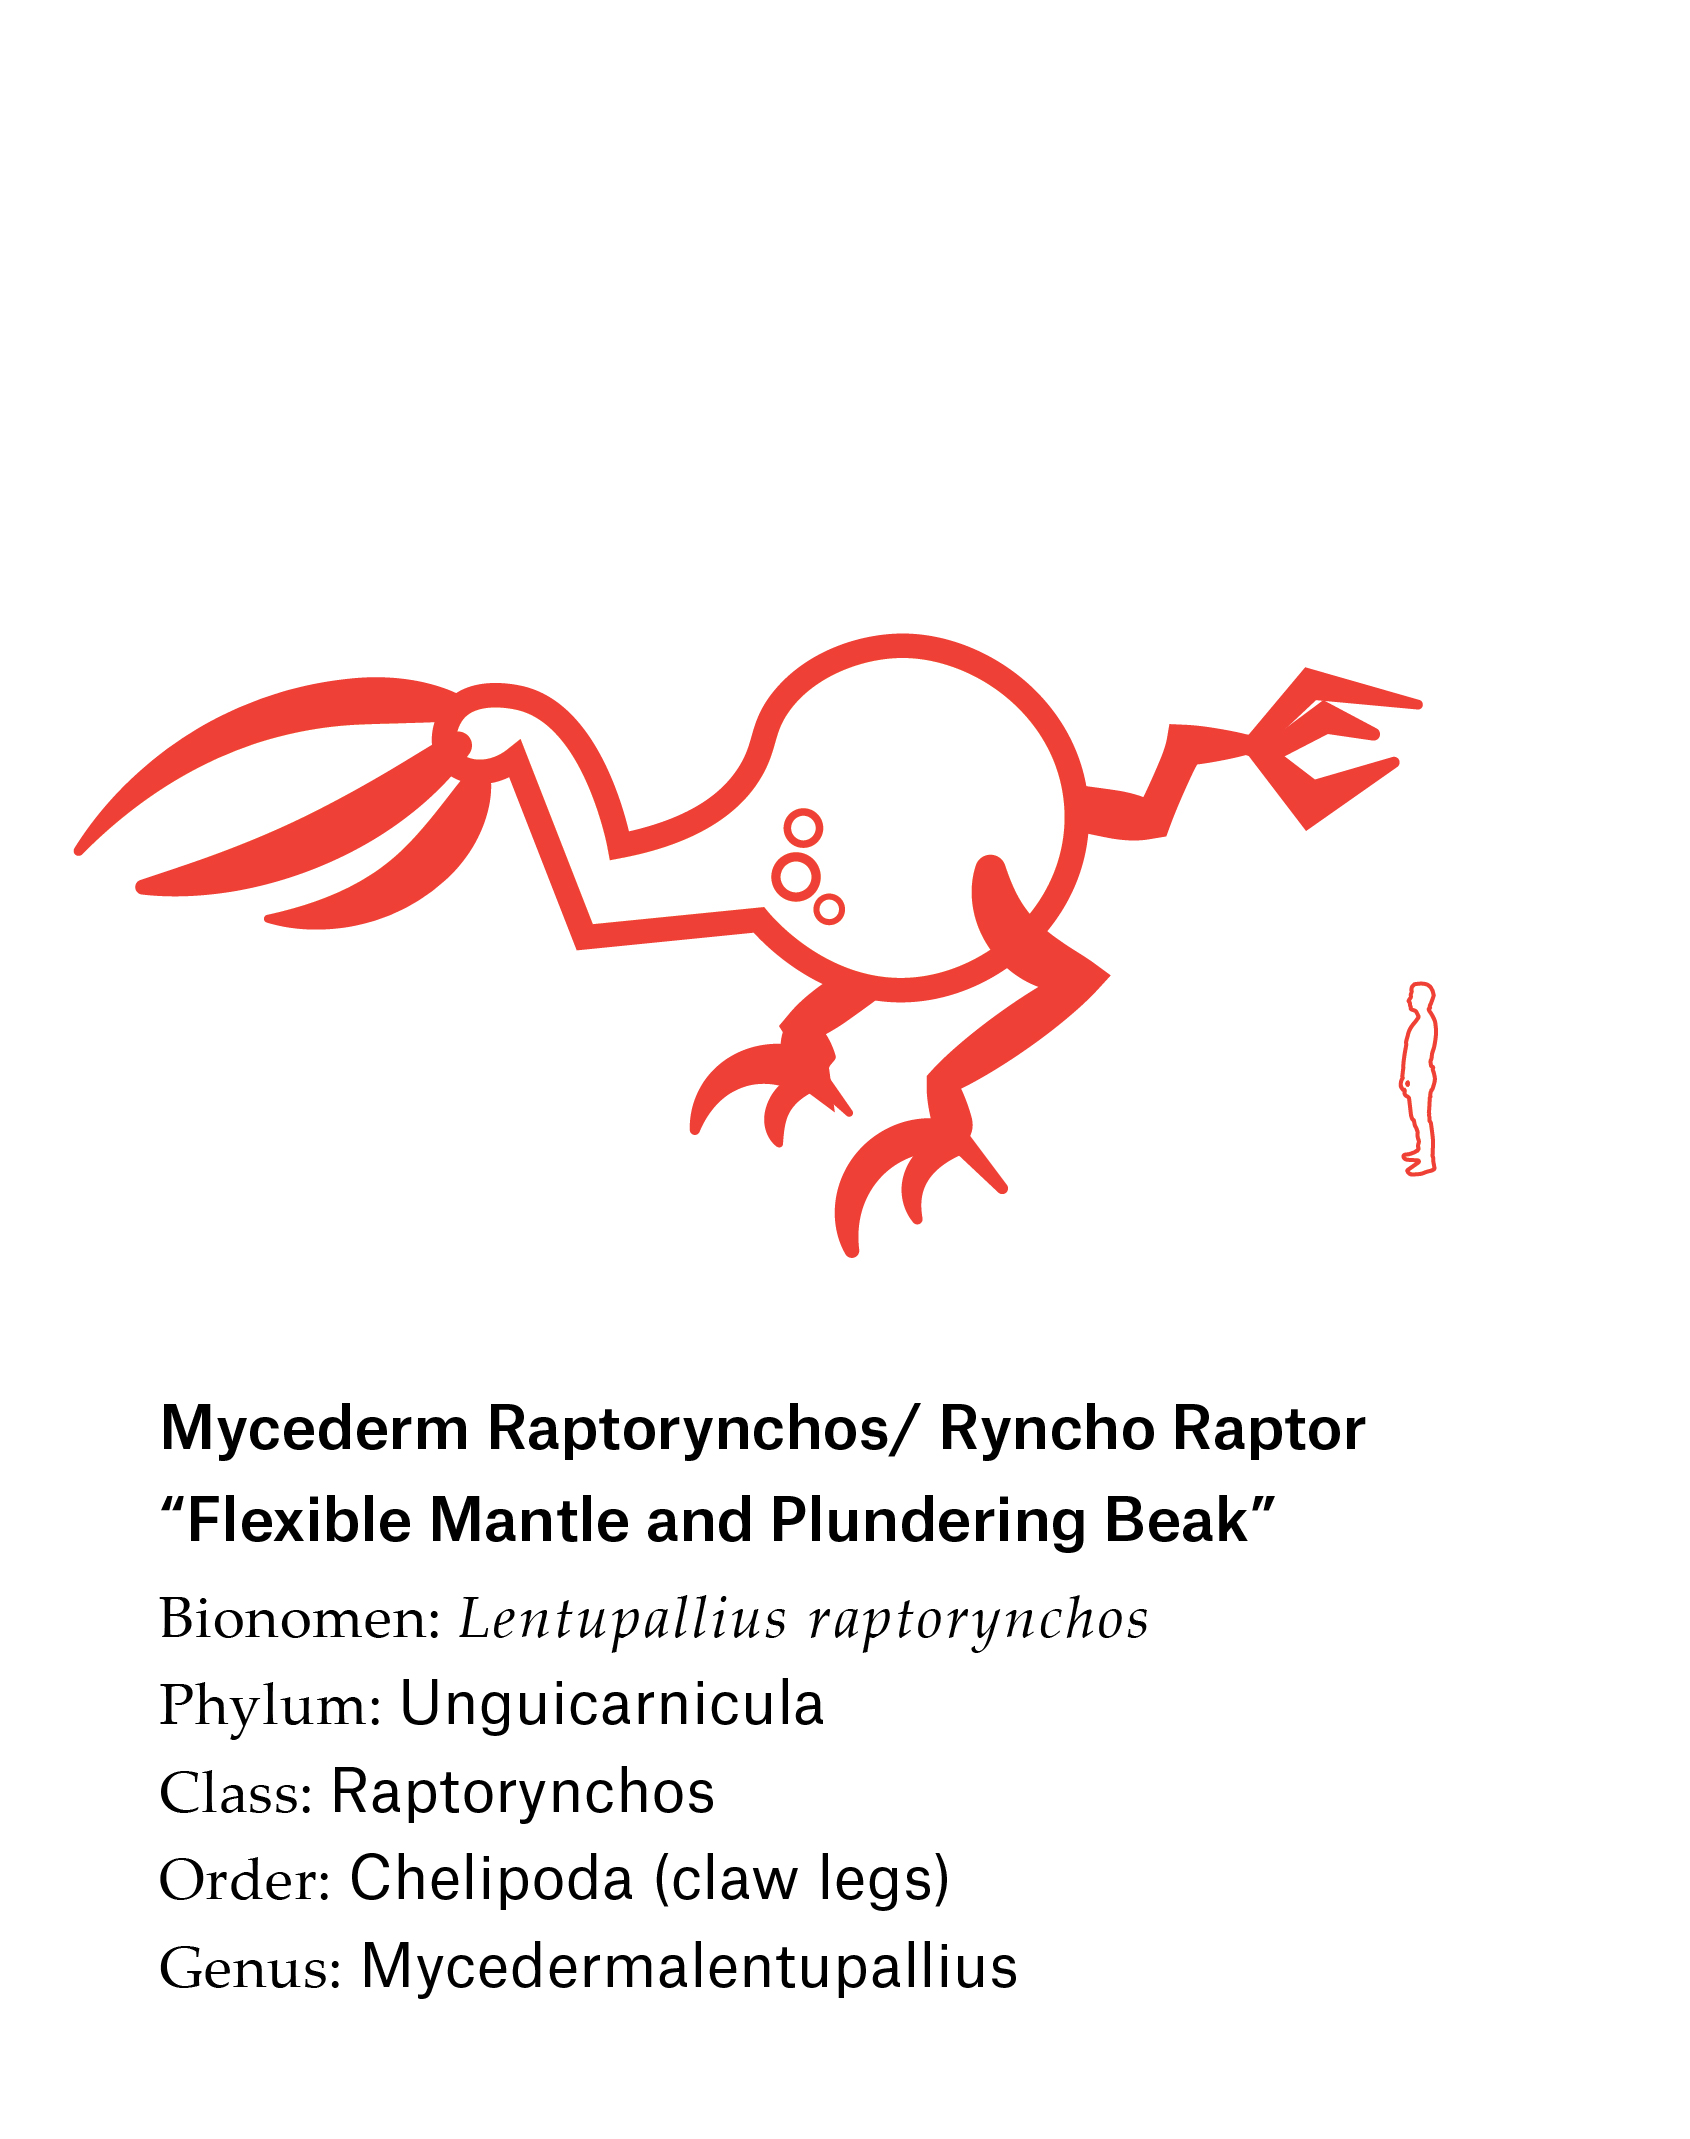 Mycederm Raptorynchos/ Ryncho Raptor
“Flexible Mantle and Plundering Beak”
Bionomen: Lentupallius raptorynchos
Phylum: Unguicarnicula
Class: Raptorynchos
Order: Chelipoda (claw legs)
Genus: Mycedermalentupallius